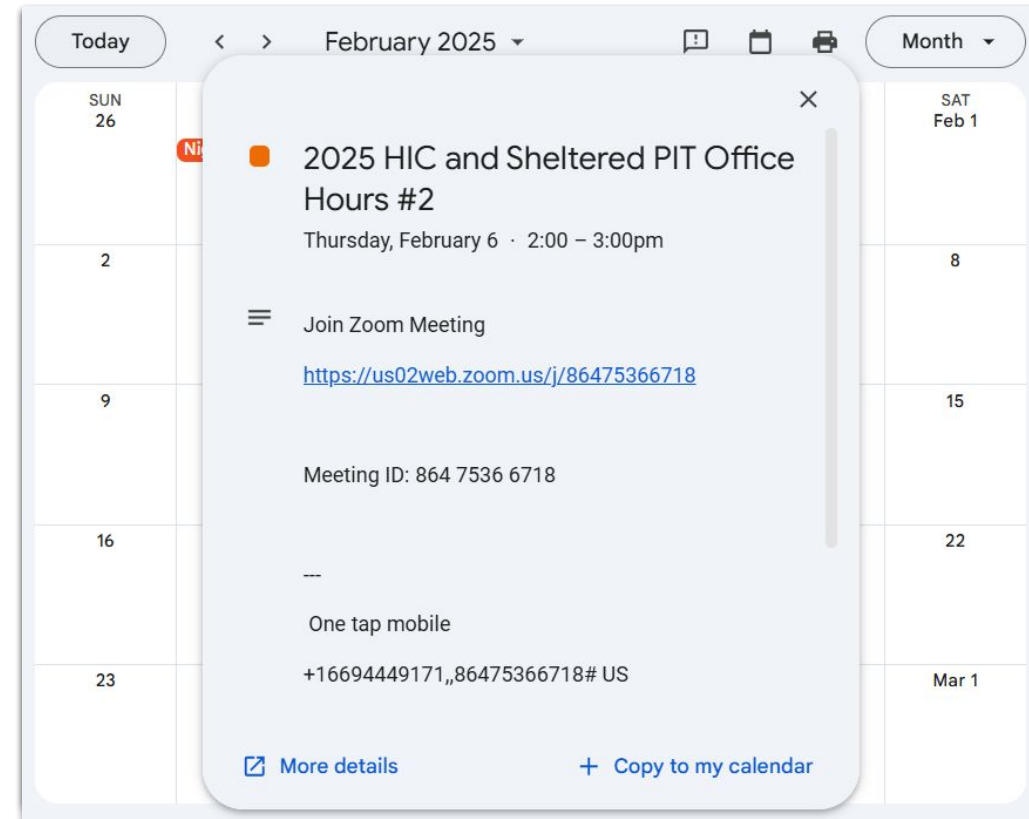 Today
February 2025
Month
SUN
26
SAT
Feb 1
2025 HIC and Sheltered PIT Office
Hours #2
Thursday, February 6 · 2:00 – 3:00pm
2
8
Join Zoom Meeting
https://us02web.zoom.us/j/86475366718
9
15
Meeting ID: 864 7536 6718
16
22
---
One tap mobile
+16694449171,,86475366718# US
23
Mar 1
More details
+ Copy to my calendar